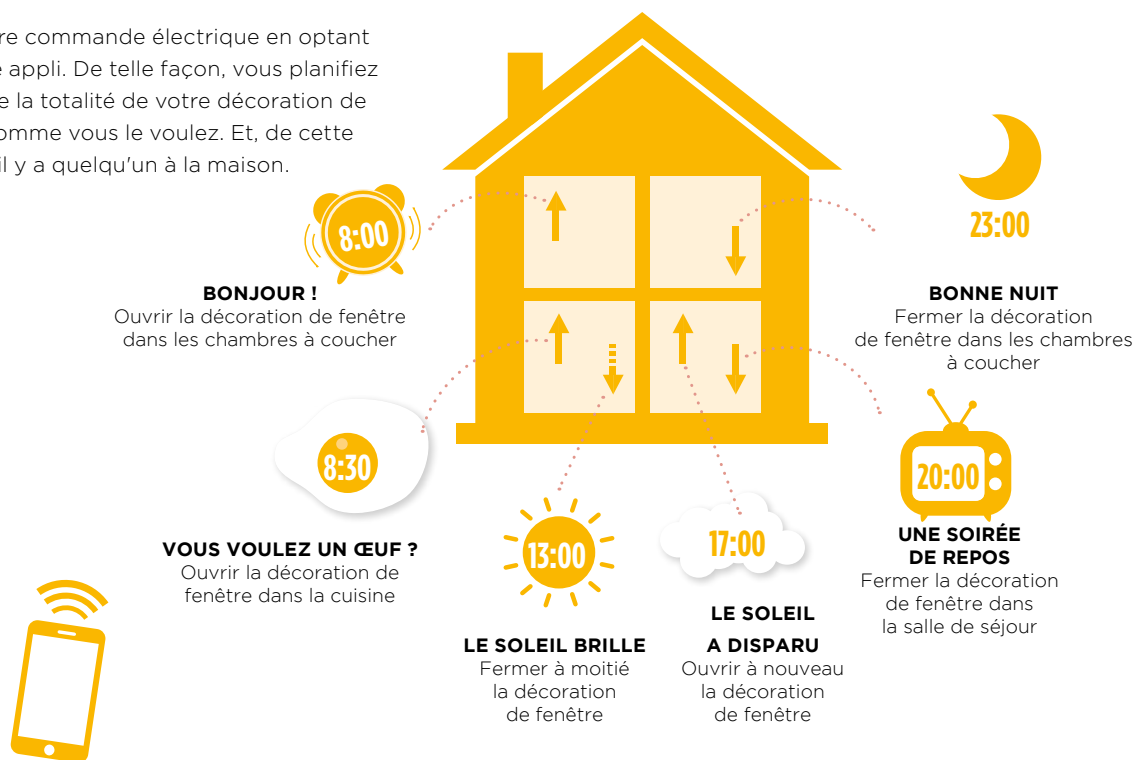 re commande électrique en optant
appli. De telle façon, vous planifiez
la totalité de votre décoration de
omme vous le voulez. Et, de cette
il y a quelqu'un à la maison.
8:00
BONJOUR !
Ouvrir la décoration de fenêtre
dans les chambres à coucher
23:00
BONNE NUIT
Fermer la décoration
de fenêtre dans les chambres
à coucher
8:30
VOUS VOULEZ UN ŒUF ?
Ouvrir la décoration de
fenêtre dans la cuisine
13:00
LE SOLEIL BRILLE
Fermer à moitié
la décoration
de fenêtre
17:00
LE SOLEIL
A DISPARU
Ouvrir à nouveau
la décoration
de fenêtre
20:00
UNE SOIRÉE
DE REPOS
Fermer la décoration
de fenêtre dans
la salle de séjour